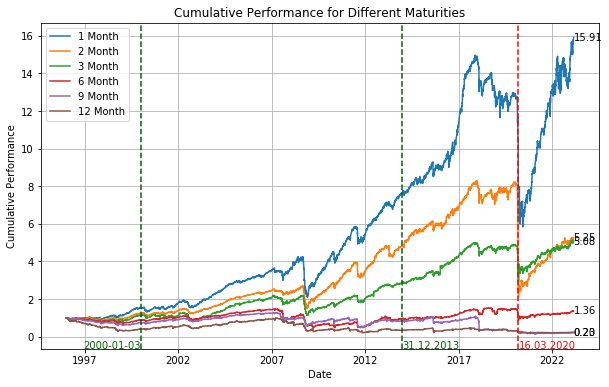 Cumulative Performance for Different Maturities
1 Month
2 Month
3 Month
6 Month
9 Month
12 Month
Cumulative Performance
16
14
12
10
8
6
4
2
0
15.91
5.25
5.08
1.36
0.20
2000-01-03
31.12.2013
16.03.2020
1997
2002
2007
2012
2017
2022
Date